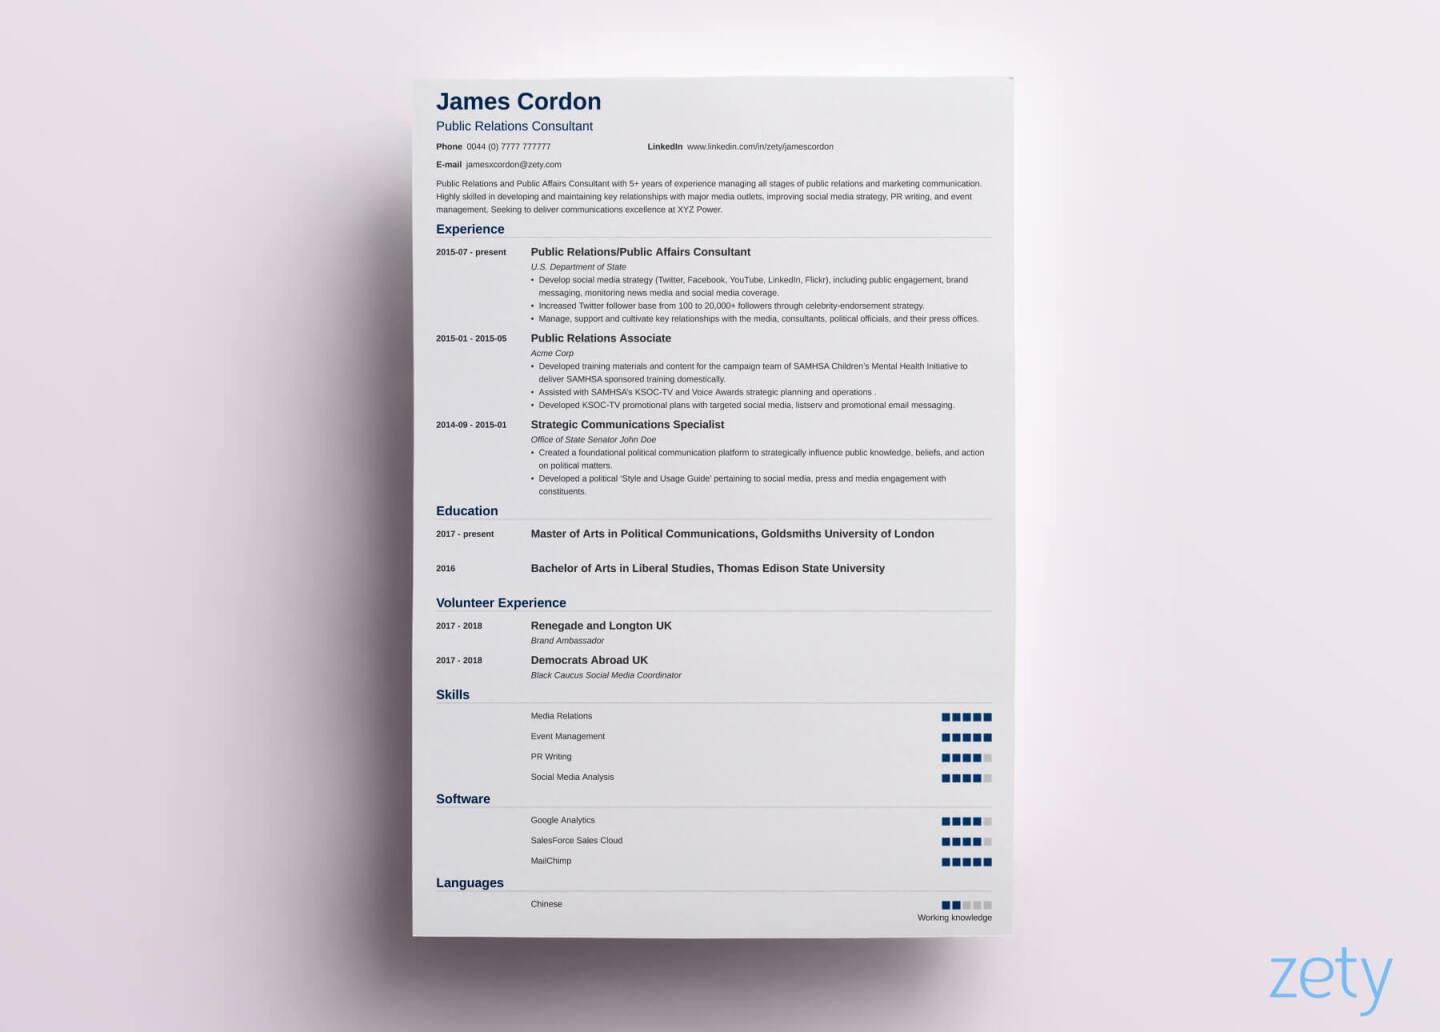 James Cordon
Public Relations Consultant
Phone 0044 (0) 7777 777777 LinkedIn www.linkedin.com/in/zety/jamescordon
E-mail jamesxcordon@zety.com
Public Relations and Public Affairs Consultant with 5+ years of experience managing all stages of public relations and marketing communication.
Highly skilled in developing and maintaining key relationships with major media outlets, improving social media strategy, PR writing, and event
management. Seeking to deliver communications excellence at XYZ Power.
Experience
2015-07 - present Public Relations/Public Affairs Consultant
U.S. Department of State
• Develop social media strategy (Twitter, Facebook, YouTube, LinkedIn, Flickr), including public engagement, brand
messaging, monitoring news media and social media coverage.
• Increased Twitter follower base from 100 to 20,000+ followers through celebrity-endorsement strategy.
• Manage, support and cultivate key relationships with the media, consultants, political officials, and their press offices.
2015-01 - 2015-05 Public Relations Associate
Acme Corp
• Developed training materials and content for the campaign team of SAMHSA Children's Mental Health Initiative to
deliver SAMHSA sponsored training domestically.
• Assisted with SAMHSA's KSOC-TV and Voice Awards strategic planning and operations .
• Developed KSOC-TV promotional plans with targeted social media, listserv and promotional email messaging.
2014-09 - 2015-01 Strategic Communications Specialist
Office of State Senator John Doe
• Created a foundational political communication platform to strategically influence public knowledge, beliefs, and action
on political matters.
• Developed a political 'Style and Usage Guide' pertaining to social media, press and media engagement with
constituents.
Education
2017 - present Master of Arts in Political Communications, Goldsmiths University of London
2016 Bachelor of Arts in Liberal Studies, Thomas Edison State University
Volunteer Experience
2017 - 2018 Renegade and Longton UK
Brand Ambassador
2017 - 2018 Democrats Abroad UK
Black Caucus Social Media Coordinator
Skills
Media Relations
Event Management
PR Writing
Social Media Analysis
Software
Google Analytics
SalesForce Sales Cloud
MailChimp
Languages
Chinese
Working knowledge
zety